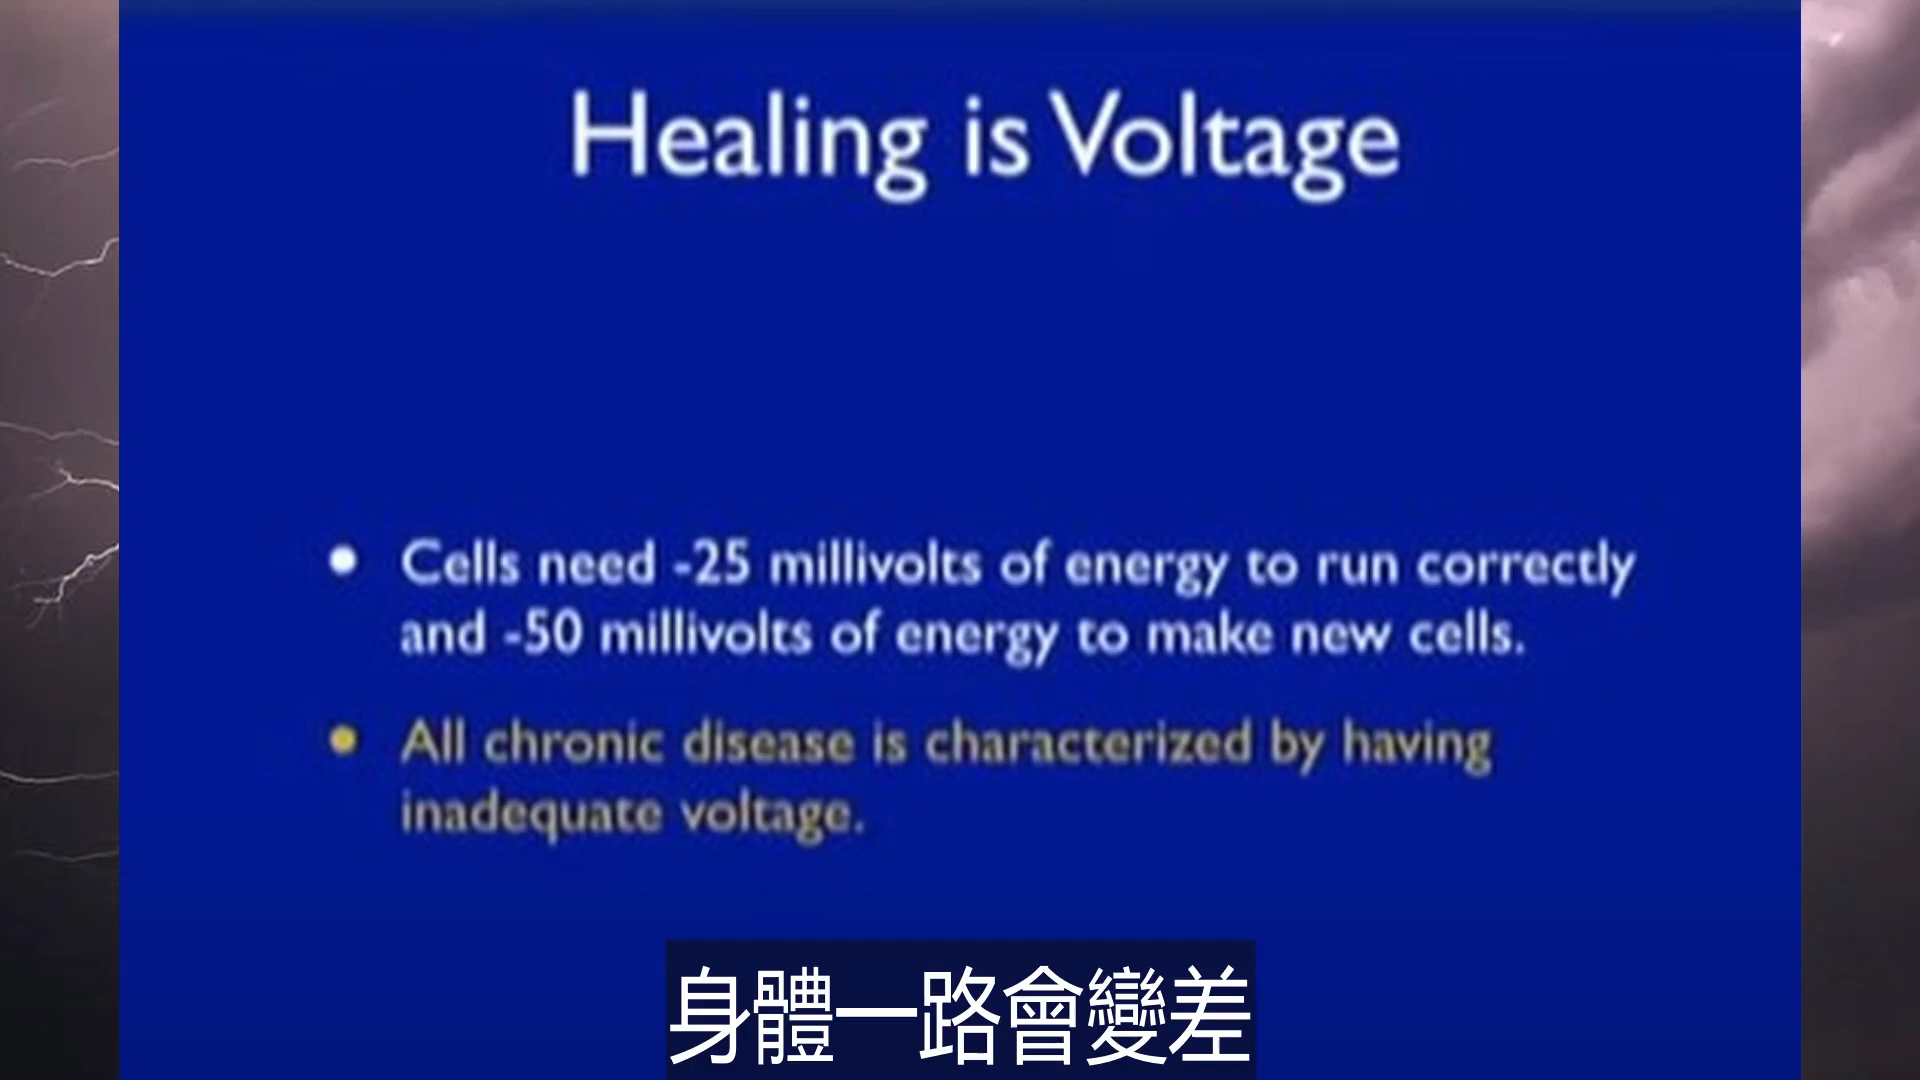 Healing is Voltage
Cells need -25 millivolts of energy to run correctly
and -50 millivolts of energy to make new cells.
All chronic disease is characterized by having
inadequate voltage.
身體一路會變差